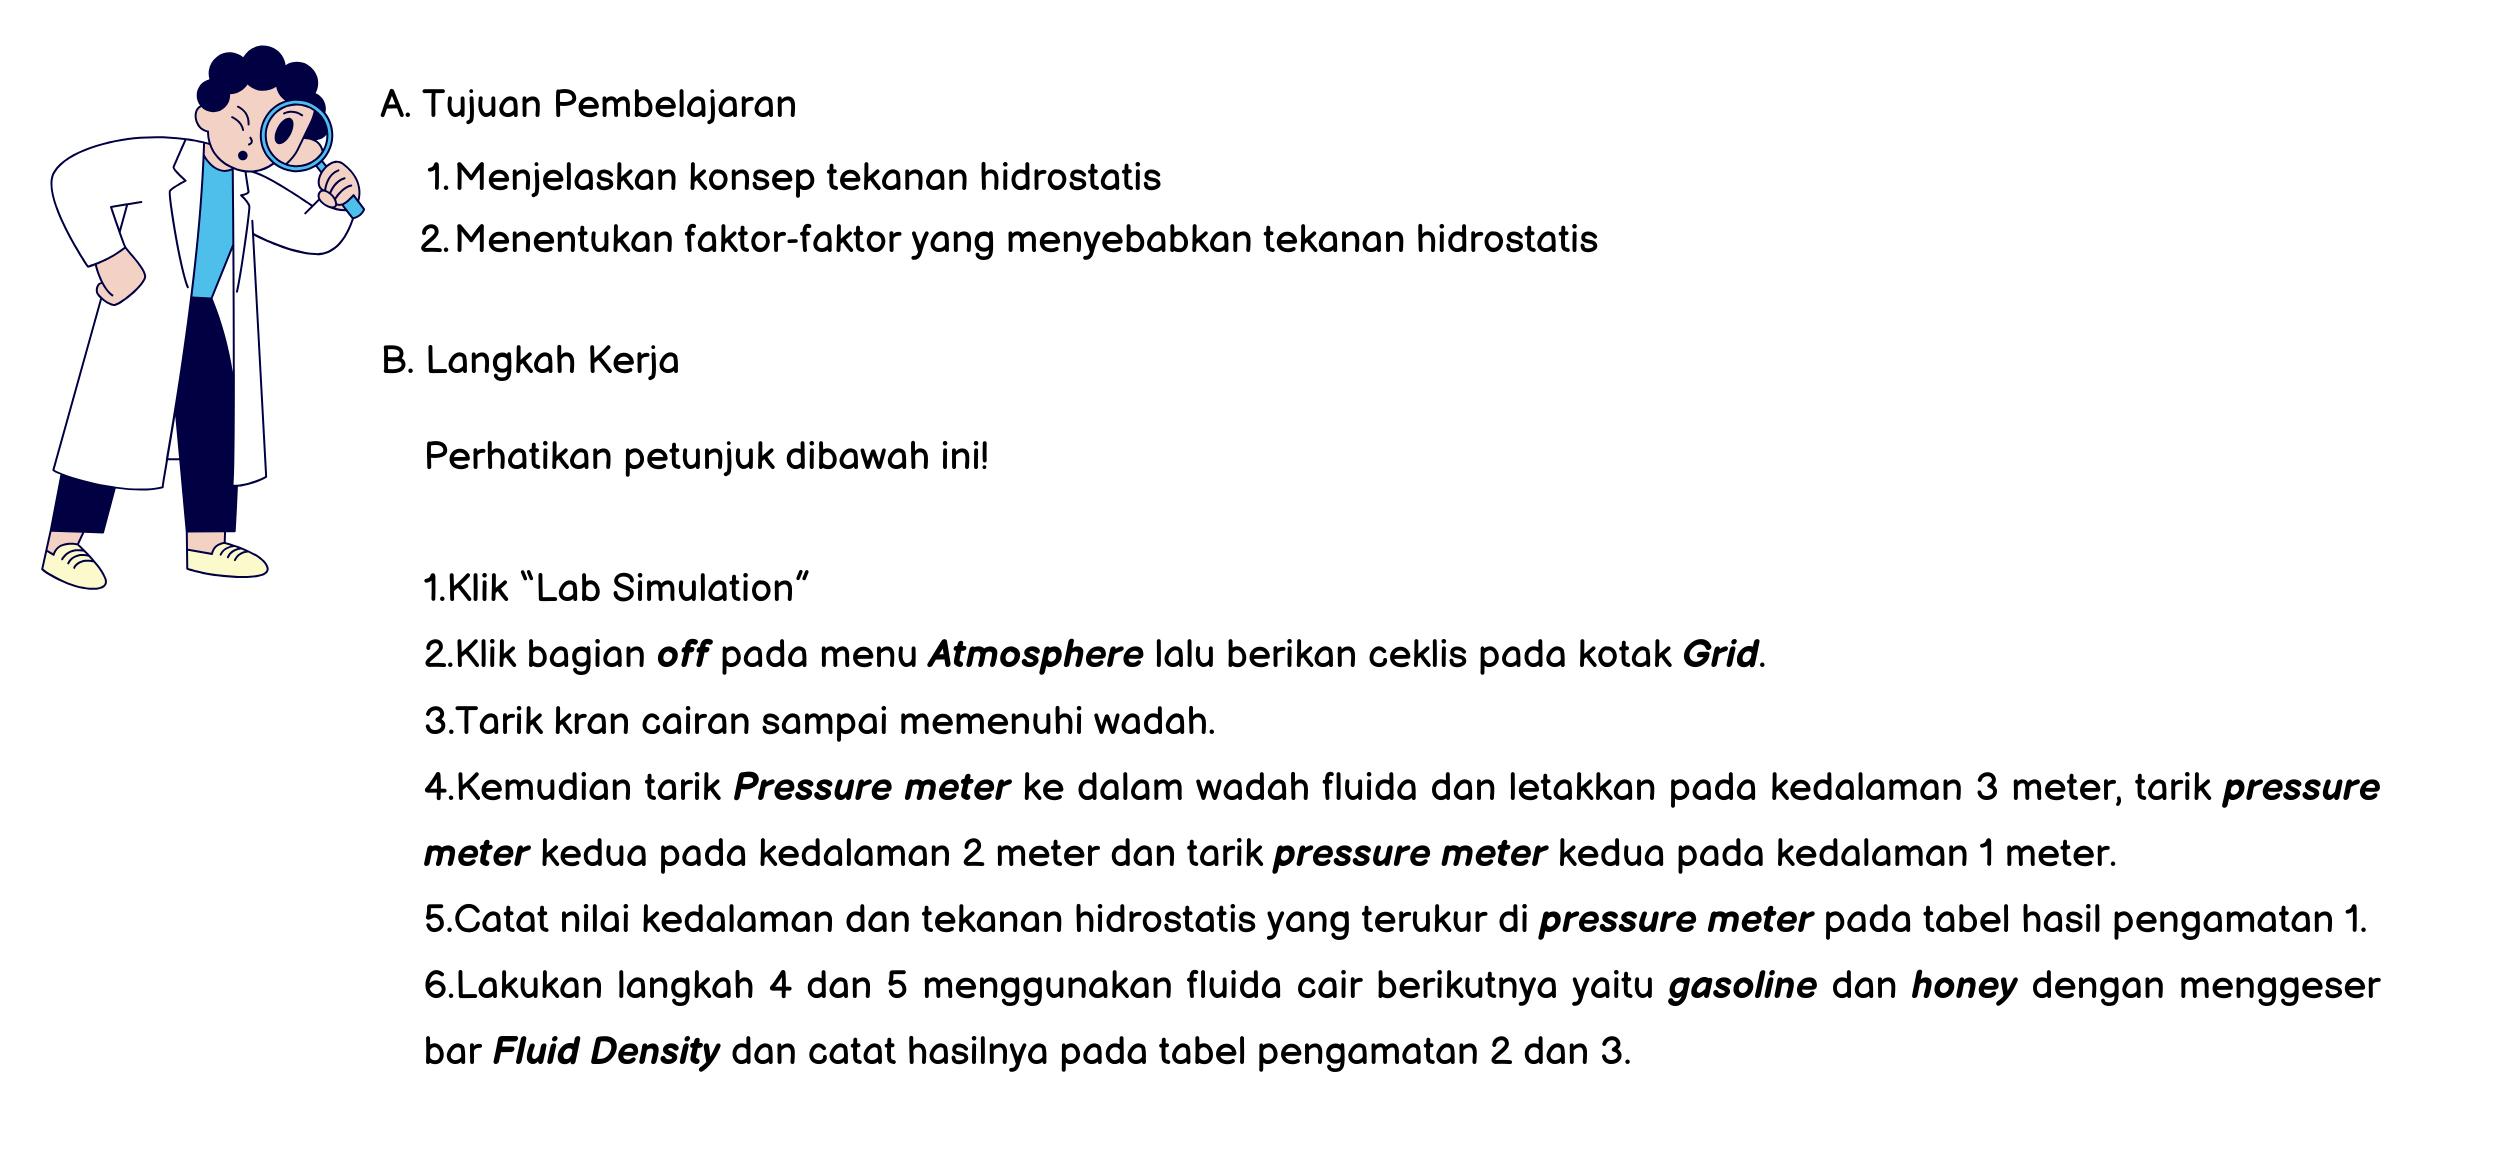 A. Tujuan Pembelajaran
1. Menjelaskan konsep tekanan hidrostatis
2. Menentukan faktor-faktor yang menyebabkan tekanan hidrostatis
B. Langkah Kerja
Perhatikan petunjuk dibawah ini!
1. Klik “Lab Simulation”
2. Klik bagian off pada menu Atmosphere lalu berikan ceklis pada kotak Grid.
3. Tarik kran cairan sampai memenuhi wadah.
4. Kemudian tarik Pressure meter ke dalam wadah fluida dan letakkan pada kedalaman 3 meter, tarik pressure
meter kedua pada kedalaman 2 meter dan tarik pressure meter kedua pada kedalaman 1 meter.
5. Catat nilai kedalaman dan tekanan hidrostatis yang terukur di pressure meter pada tabel hasil pengamatan 1.
6. Lakukan langkah 4 dan 5 menggunakan fluida cair berikutnya yaitu gasoline dan honey dengan menggeser
bar Fluid Density dan catat hasilnya pada tabel pengamatan 2 dan 3.